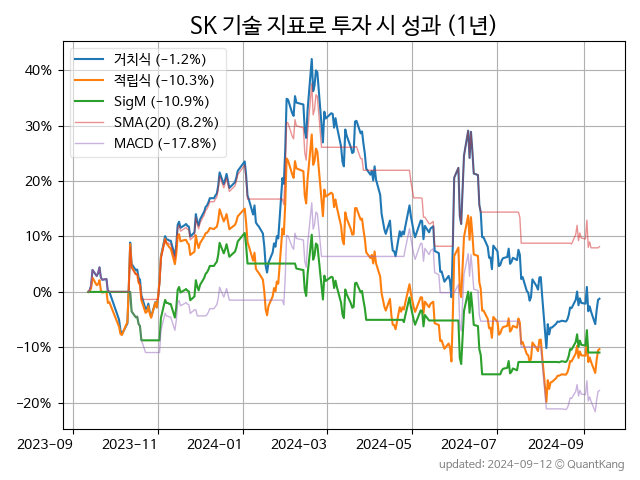 SK 기술 지표로 투자 시 성과 (1년)
거치식 (−1.2%)
적립식 (−10.3%)
SigM (−10.9%)
SMA(20) (8.2%)
MACD (−17.8%)
40%
30%
20%
10%
0%
−10%
−20%
2023-09 2023-11 2024-01 2024-03 2024-05 2024-07 2024-09
updated: 2024-09-12 © QuantKang